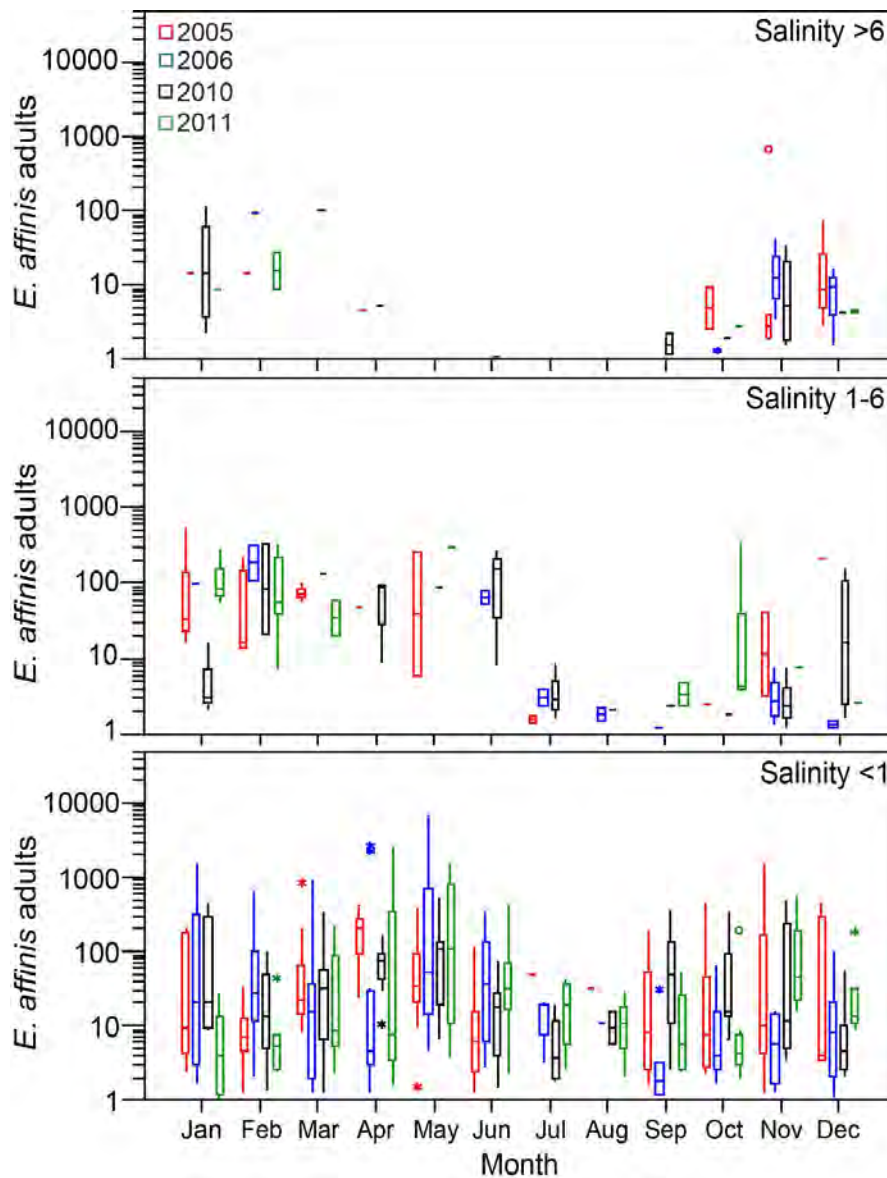 Salinity >6
2005
2006
2010
2011
10000
1000
100
10
1
E. affinis adults
Salinity 1-6
10000
1000
100
10
1
E. affinis adults
Salinity <1
10000
1000
100
10
1
E. affinis adults
Jan Feb Mar Apr May Jun Jul Aug Sep Oct Nov Dec
Month